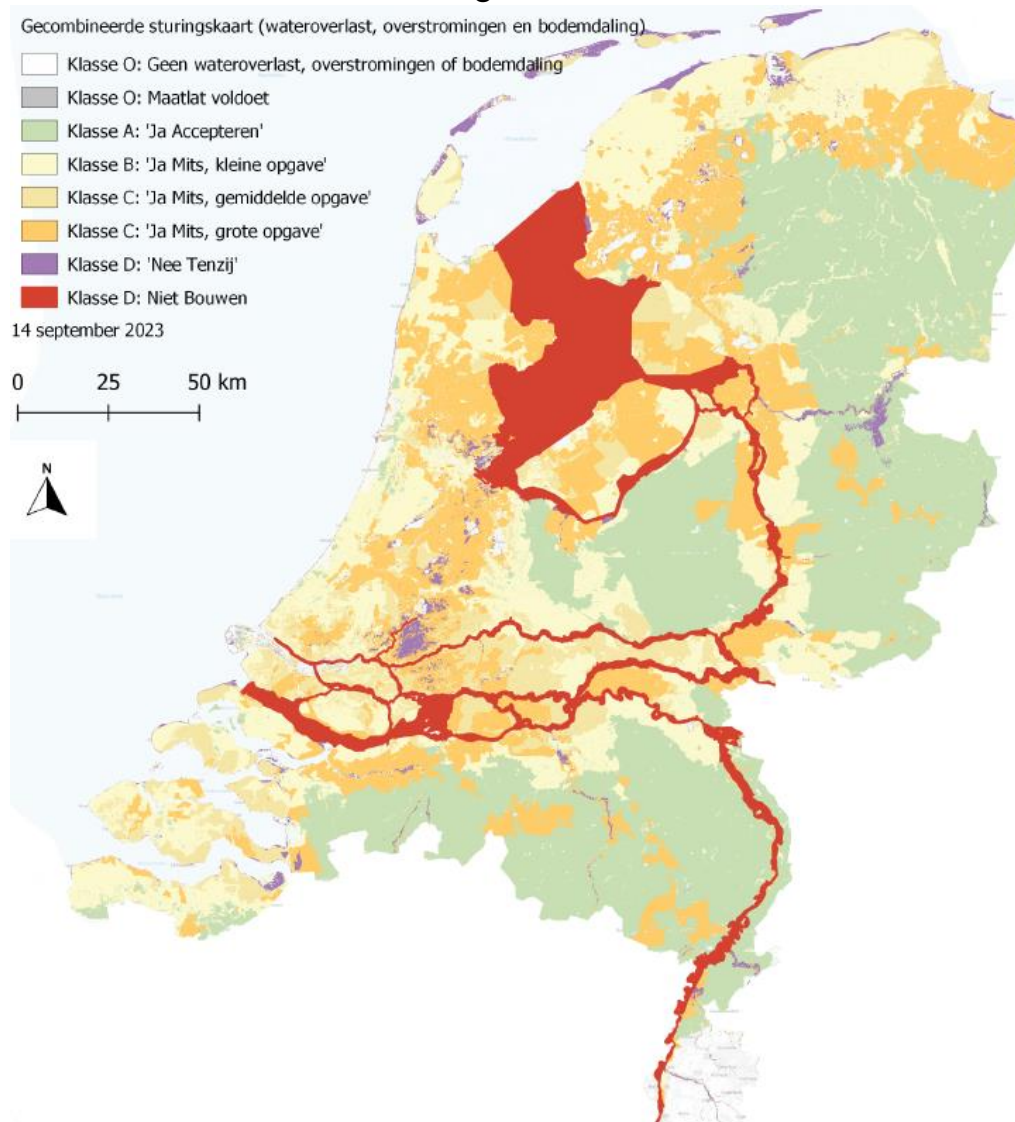 Gecombineerde sturingskaart (wateroverlast, overstromingen en bodemdaling)
Klasse O: Geen wateroverlast, overstromingen of bodemdaling
Klasse O: Maatlat voldoet
Klasse A: 'Ja Accepteren'
Klasse B: 'Ja Mits, kleine opgave'
Klasse C: 'Ja Mits, gemiddelde opgave'
Klasse C: 'Ja Mits, grote opgave'
Klasse D: 'Nee Tenzij'
Klasse D: Niet Bouwen
14 september 2023
0 25 50 km
N